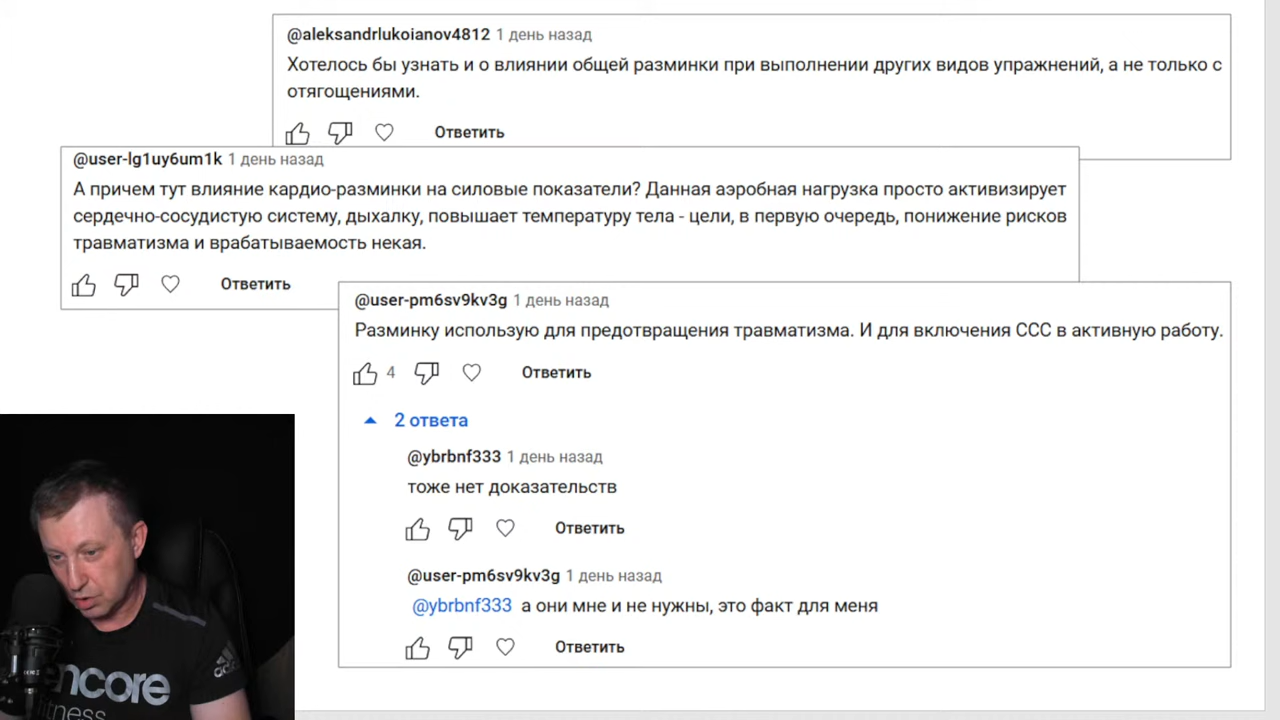 @aleksandrlukoianov4812 1 день назад
Хотелось бы узнать и о влиянии общей разминки при выполнении других видов упражнений, а не только с
отягощениями.
Ответить
@user-lg1uy6um1k 1 день назад
А причем тут влияние кардио-разминки на силовые показатели? Данная аэробная нагрузка просто активизирует
сердечно-сосудистую систему, дыхалку, повышает температуру тела - цели, в первую очередь, понижение рисков
травматизма и врабатываемость некая.
Ответить
@user-pm6sv9kv3g 1 день назад
Разминку использую для предотвращения травматизма. И для включения ССС в активную работу.
4 Ответить
2 ответа
@ybrbnf333 1 день назад
тоже нет доказательств
Ответить
@user-pm6sv9kv3g 1 день назад
@ybrbnf333 а они мне и не нужны, это факт для меня
Ответить
encore
fitness
adidas